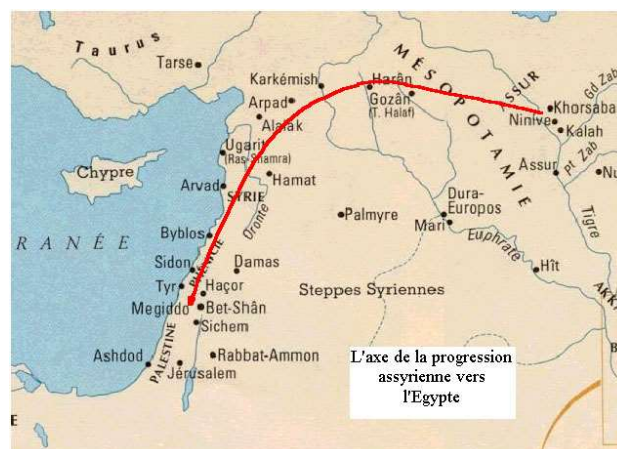 Taurus
Tarse
Karkémish
Harân
MÉSOPOTAMIE
ASSUR
Gd Zab
Arpad
Gozân
(T. Halaf)
Khorsaba
Ninive
Alalak
Kalah
Ugarit
(Ras-Shamra)
Assur
Pt Zab
Nu
Chypre
Hamat
Arvad
SYRIE
Dura-
Europos
Palmyre
Tigre
Byblos
Oronte
Mari
RANÉE
Euphrate
PHÉNICIE
Sidon
Damas
Hît
Tyr
Haçor
Steppes Syriennes
AKK
Megiddo
Bet-Shân
Sichem
B
PALESTINE
Ashdod
Rabbat-Ammon
Jérusalem
L'axe de la progression
assyrienne vers
l'Egypte
E